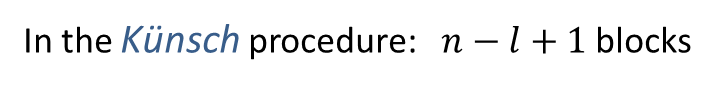 In the Künsch procedure: n − l + 1 blocks